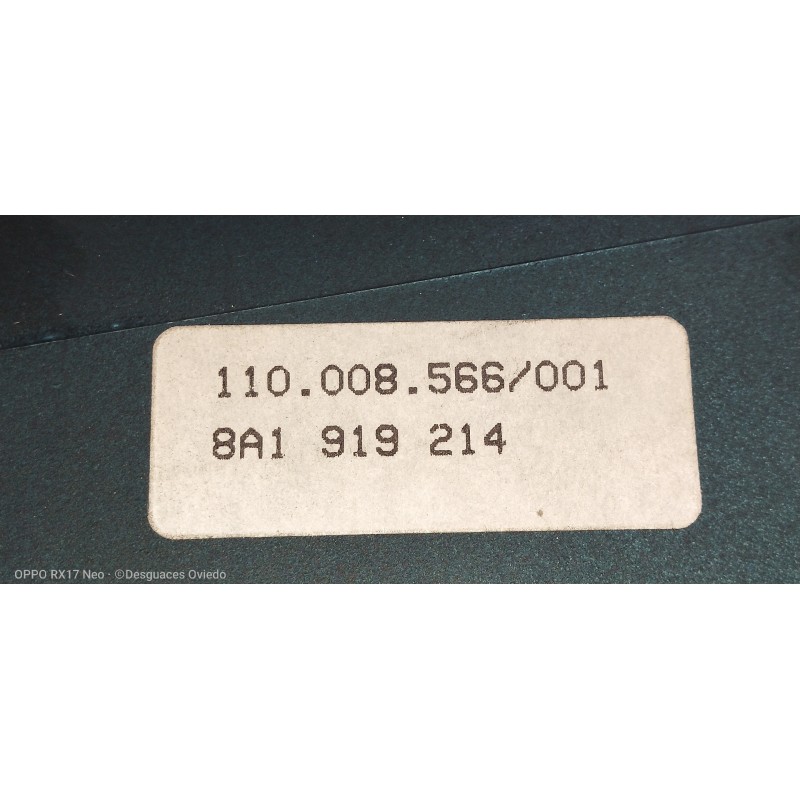 110.008.566/001
8A1 919 214
OPPO RX17 Neo · ©Desguaces Oviedo